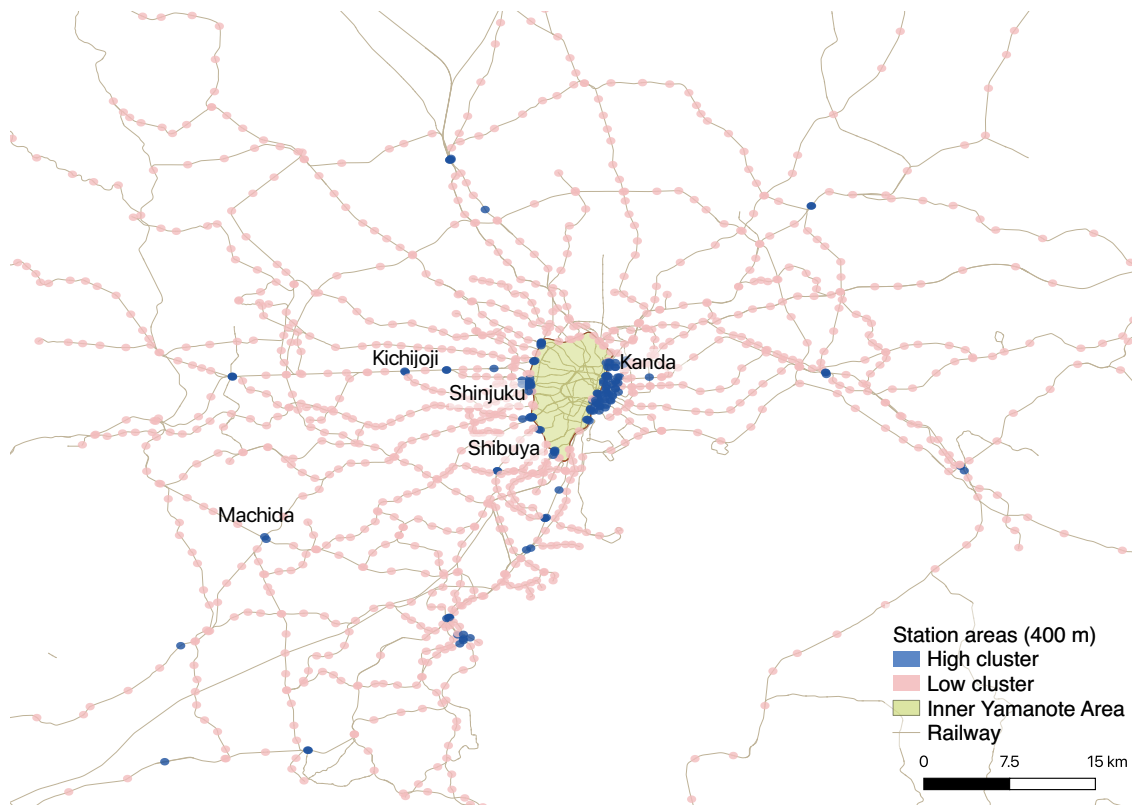 Kichijoji
Kanda
Shinjuku
Shibuya
Machida
Station areas (400 m)
High cluster
Low cluster
Inner Yamanote Area
Railway
0 7.5 15 km